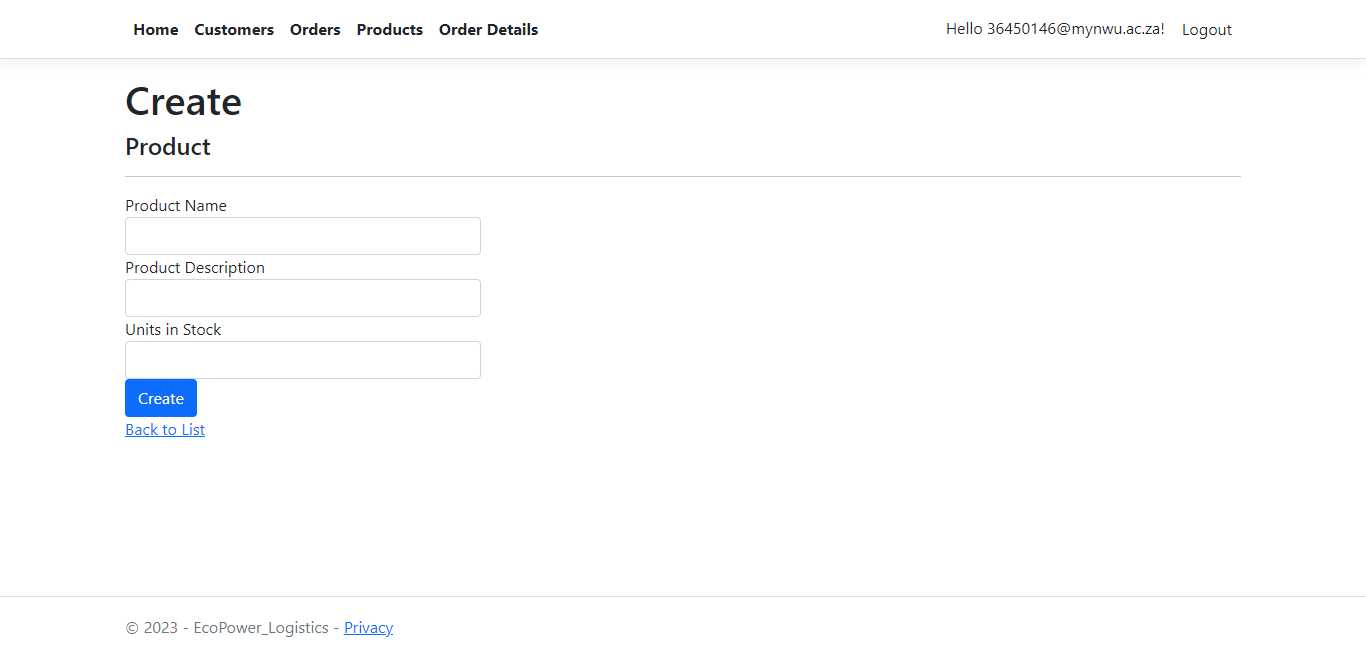 Home Customers Orders Products Order Details Hello 36450146@mynwu.ac.za! Logout
Create
Product
Product Name
Product Description
Units in Stock
Create
Back to List
© 2023 - EcoPower_Logistics - Privacy